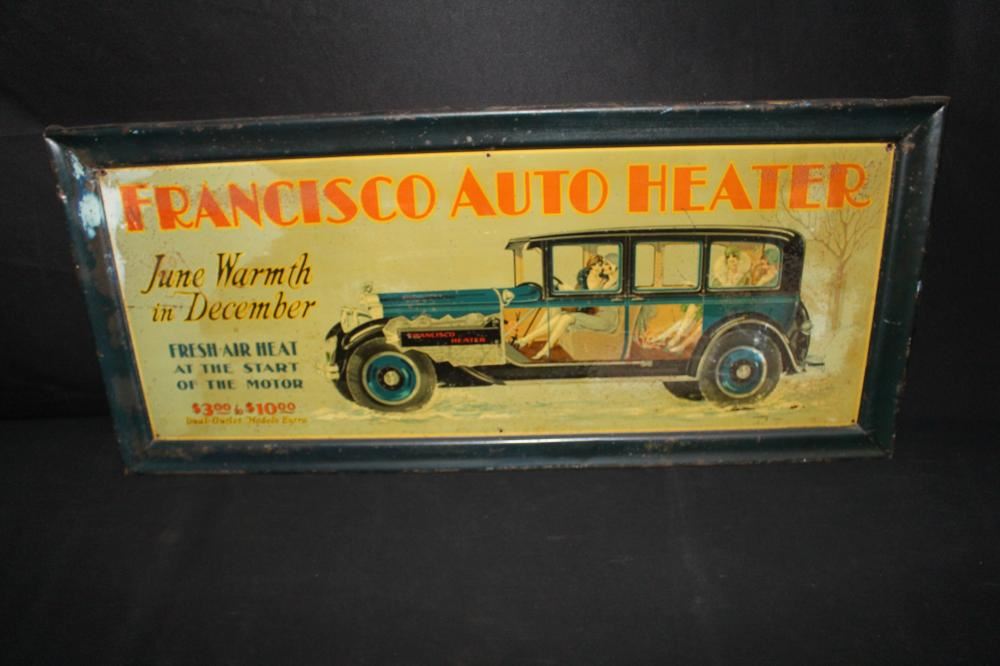 FRANCISCO AUTO HEATER
June Warmth
in December
FRESH-AIR HEAT
AT THE START
OF THE MOTOR
$3.00 to $10.00
Dual-Outlet Models Extra
FRANCISCO
HEATER